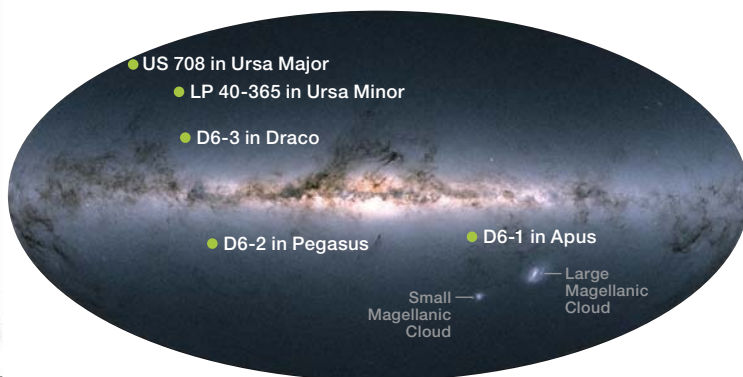 US 708 in Ursa Major
LP 40-365 in Ursa Minor
D6-3 in Draco
D6-2 in Pegasus
D6-1 in Apus
Small
Magellanic
Cloud
Large
Magellanic
Cloud